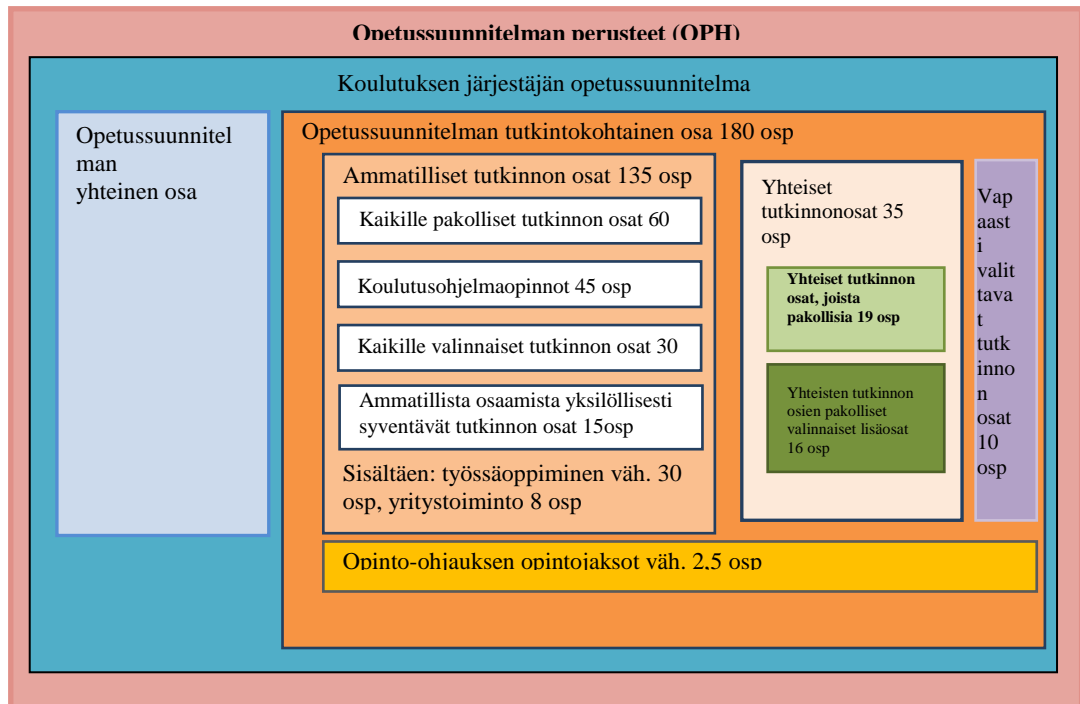 Opetussuunnitelman perusteet (OPH)
Koulutuksen järjestäjän opetussuunnitelma
Opetussuunnitel
man
yhteinen osa
Opetussuunnitelman tutkintokohtainen osa 180 osp
Ammatilliset tutkinnon osat 135 osp
Kaikille pakolliset tutkinnon osat 60
Koulutusohjelmaopinnot 45 osp
Kaikille valinnaiset tutkinnon osat 30
Ammatillista osaamista yksilöllisesti
syventävät tutkinnon osat 15osp
Sisältäen: työssäoppiminen väh. 30
osp, yritystoiminto 8 osp
Yhteiset
tutkinnonosat 35
osp
Yhteiset tutkinnon
osat, joista
pakollisia 19 osp
Yhteisten tutkinnon
osien pakolliset
valinnaiset lisäosat
16 osp
Vap
aast
i
valit
tava
t
tutk
inno
n
osat
10
osp
Opinto-ohjauksen opintojaksot väh. 2,5 osp